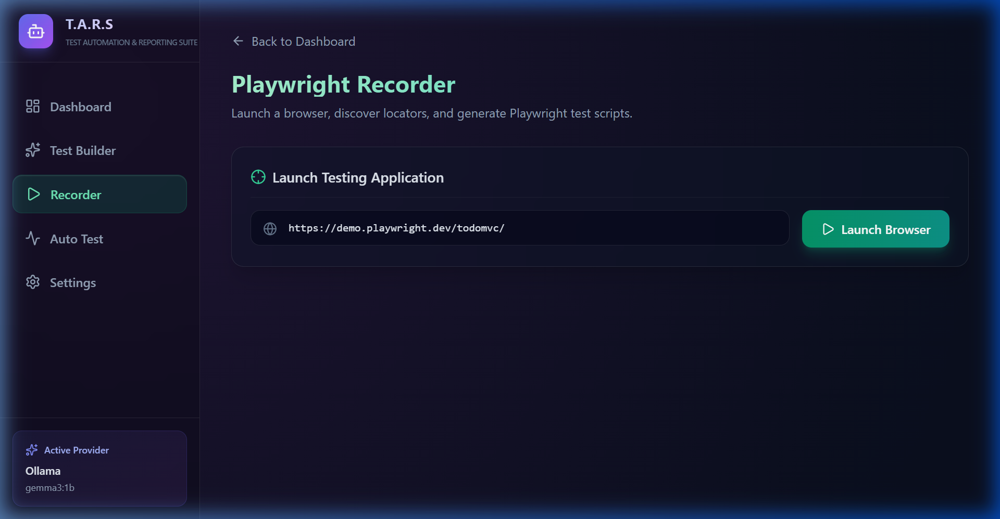 T.A.R.S
TEST AUTOMATION & REPORTING SUITE
Dashboard
Test Builder
Recorder
Auto Test
Settings
Active Provider
Ollama
gemma3:1b
Back to Dashboard
Playwright Recorder
Launch a browser, discover locators, and generate Playwright test scripts.
Launch Testing Application
https://demo.playwright.dev/todomvc/
Launch Browser